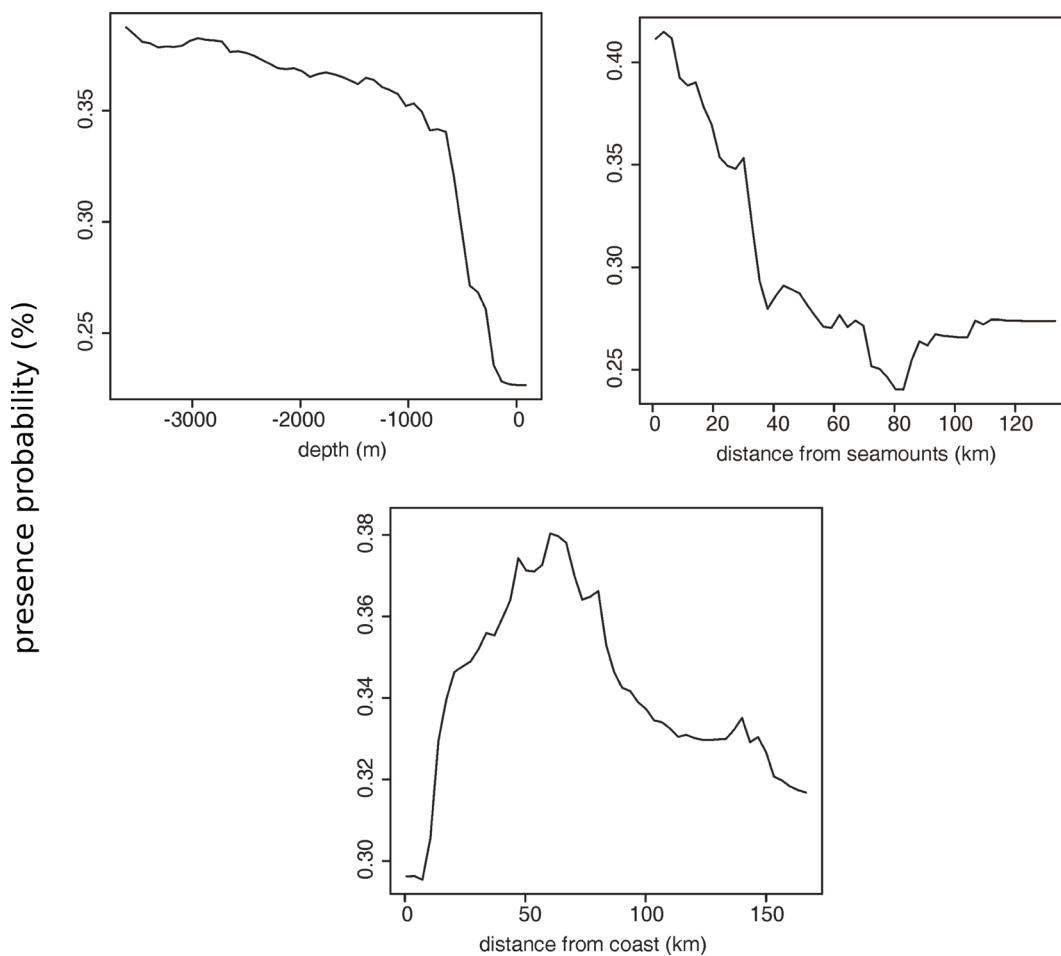 presence probability (%)
0.35
0.30
0.25
-3000 -2000 -1000 0
depth (m)
0.40
0.35
0.30
0.25
0 20 40 60 80 100 120
distance from seamounts (km)
0.38
0.36
0.34
0.32
0.30
0 50 100 150
distance from coast (km)